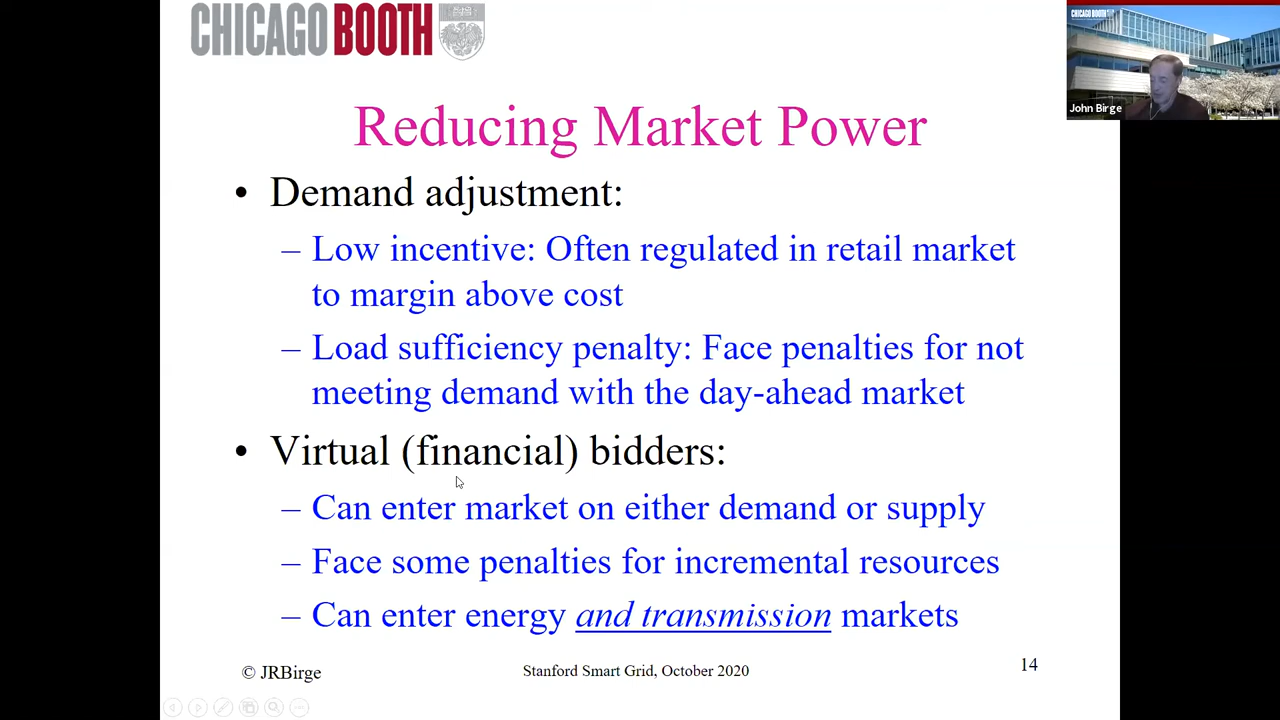 CHICAGO BOOTH
CHICAGO BOOTH
John Birge
Reducing Market Power
• Demand adjustment:
– Low incentive: Often regulated in retail market
to margin above cost
– Load sufficiency penalty: Face penalties for not
meeting demand with the day-ahead market
• Virtual (financial) bidders:
– Can enter market on either demand or supply
– Face some penalties for incremental resources
– Can enter energy and transmission markets
© JRBirge
Stanford Smart Grid, October 2020
14